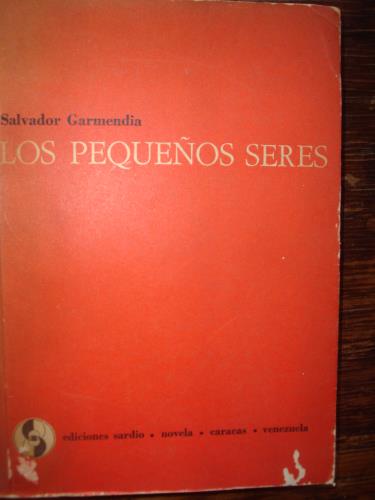 Salvador Garmendia
LOS PEQUEÑOS SERES
ediciones sardio • novela • caracas • venezuela